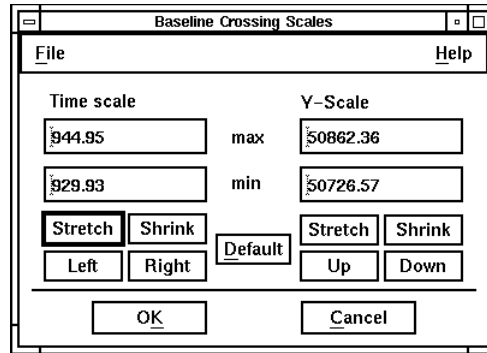 Baseline Crossing Scales
File Help
Time scale Y-Scale
944.95 max 50862.36
929.93 min 50726.57
Stretch Shrink Default Stretch Shrink
Left Right Up Down
OK Cancel